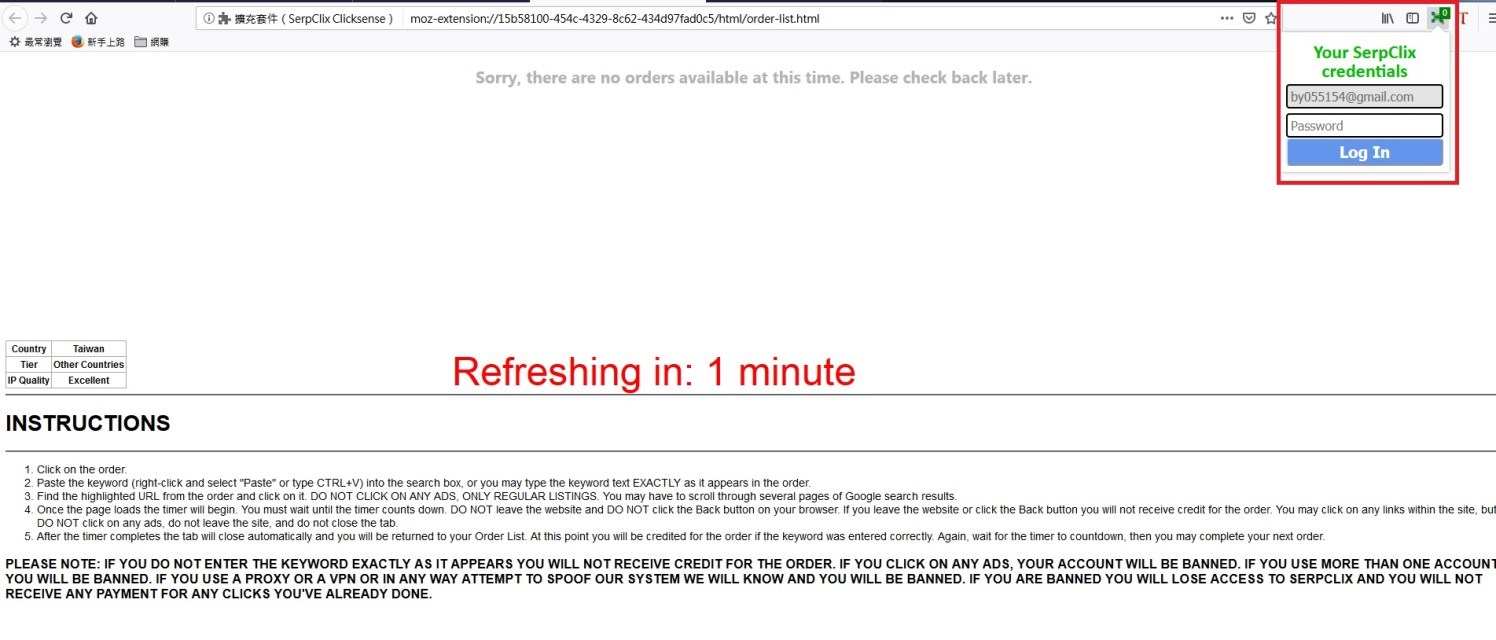 擴充套件 ( SerpClix Clicksense )
moz-extension://15b58100-454c-4329-8c62-434d97fad0c5/html/order-list.html
0
T
最常瀏覽
新手上路
網賺
Your SerpClix
credentials
by055154@gmail.com
Password
Log In
Sorry, there are no orders available at this time. Please check back later.
Country Taiwan
Tier Other Countries
IP Quality Excellent
Refreshing in: 1 minute
INSTRUCTIONS
1. Click on the order.
2. Paste the keyword (right-click and select "Paste" or type CTRL+V) into the search box, or you may type the keyword text EXACTLY as it appears in the order.
3. Find the highlighted URL from the order and click on it. DO NOT CLICK ON ANY ADS, ONLY REGULAR LISTINGS. You may have to scroll through several pages of Google search results.
4. Once the page loads the timer will begin. You must wait until the timer counts down. DO NOT leave the website and DO NOT click the Back button on your browser. If you leave the website or click the Back button you will not receive credit for the order. You may click on any links within the site, but
DO NOT click on any ads, do not leave the site, and do not close the tab.
5. After the timer completes the tab will close automatically and you will be returned to your Order List. At this point you will be credited for the order if the keyword was entered correctly. Again, wait for the timer to countdown, then you may complete your next order.
PLEASE NOTE: IF YOU DO NOT ENTER THE KEYWORD EXACTLY AS IT APPEARS YOU WILL NOT RECEIVE CREDIT FOR THE ORDER. IF YOU CLICK ON ANY ADS, YOUR ACCOUNT WILL BE BANNED. IF YOU USE MORE THAN ONE ACCOUNT
YOU WILL BE BANNED. IF YOU USE A PROXY OR A VPN OR IN ANY WAY ATTEMPT TO SPOOF OUR SYSTEM WE WILL KNOW AND YOU WILL BE BANNED. IF YOU ARE BANNED YOU WILL LOSE ACCESS TO SERPCLIX AND YOU WILL NOT
RECEIVE ANY PAYMENT FOR ANY CLICKS YOU'VE ALREADY DONE.